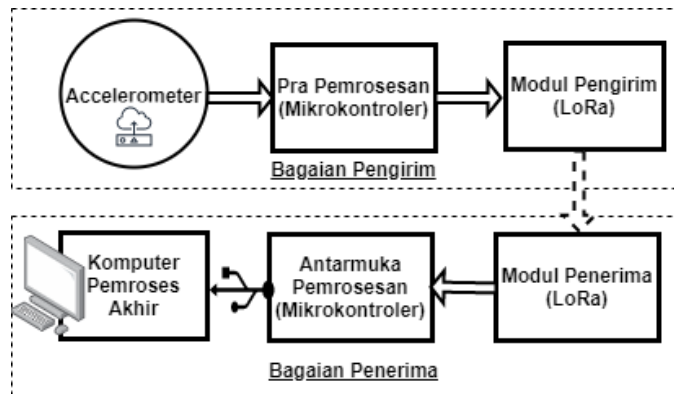 Accelerometer
Pra Pemrosesan
(Mikrokontroler)
Modul Pengirim
(LoRa)
Bagaian Pengirim
Komputer
Pemroses
Akhir
Antarmuka
Pemrosesan
(Mikrokontroler)
Modul Penerima
(LoRa)
Bagaian Penerima